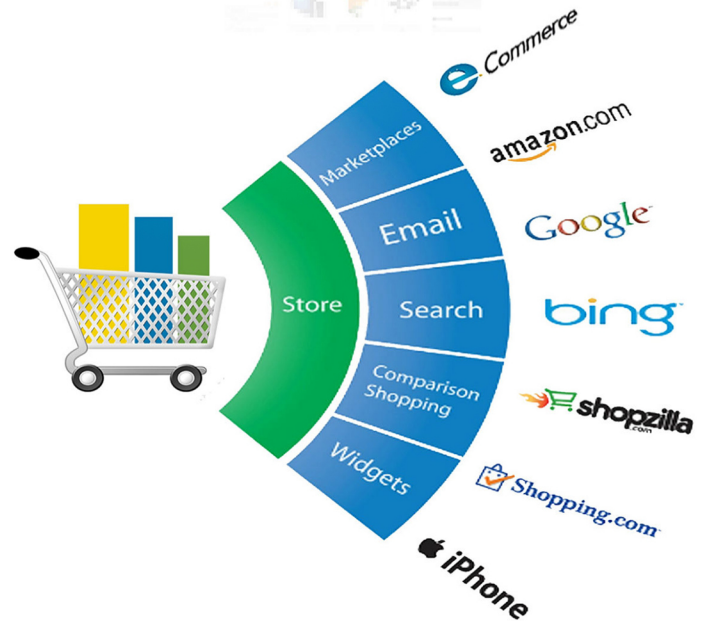 e.Commerce
amazon.com
Google
bing
shopzilla
.com
Shopping.com
iPhone
Marketplaces
Email
Search
Comparison
Shopping
Widgets
Store